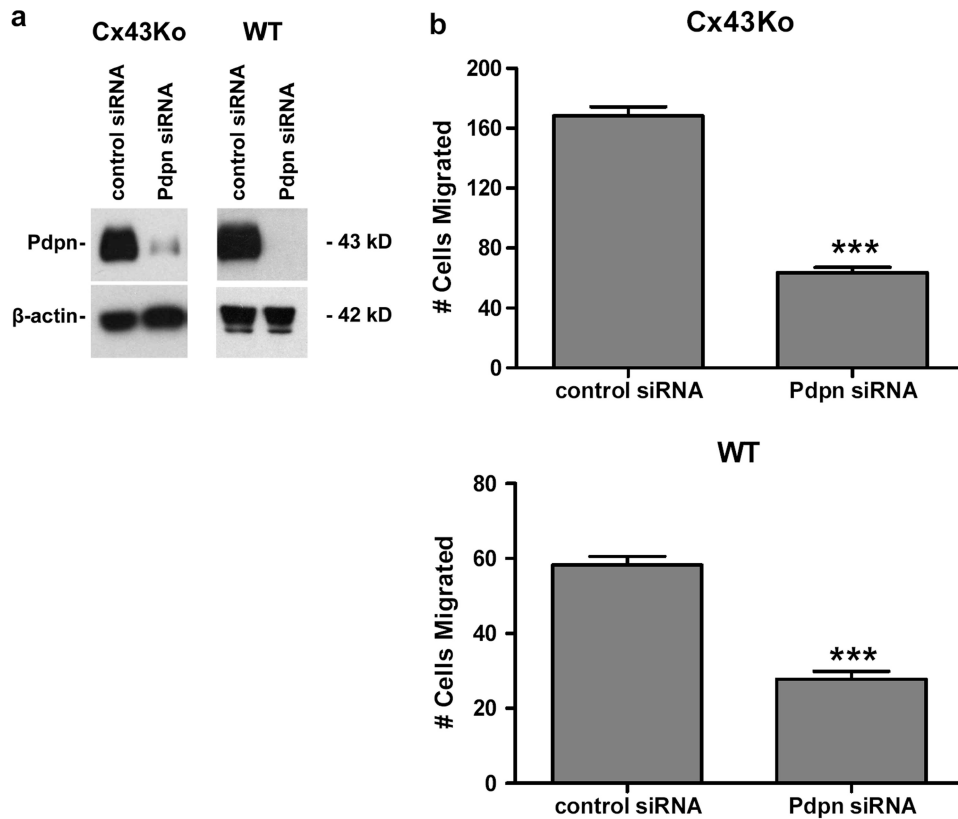 a
Cx43Ko WT
control siRNA
Pdpn siRNA
control siRNA
Pdpn siRNA
Pdpn- - 43 kD
β-actin- - 42 kD
b
Cx43Ko
# Cells Migrated
200
160
120
80
40
0
***
control siRNA Pdpn siRNA
WT
# Cells Migrated
80
60
40
20
0
***
control siRNA Pdpn siRNA